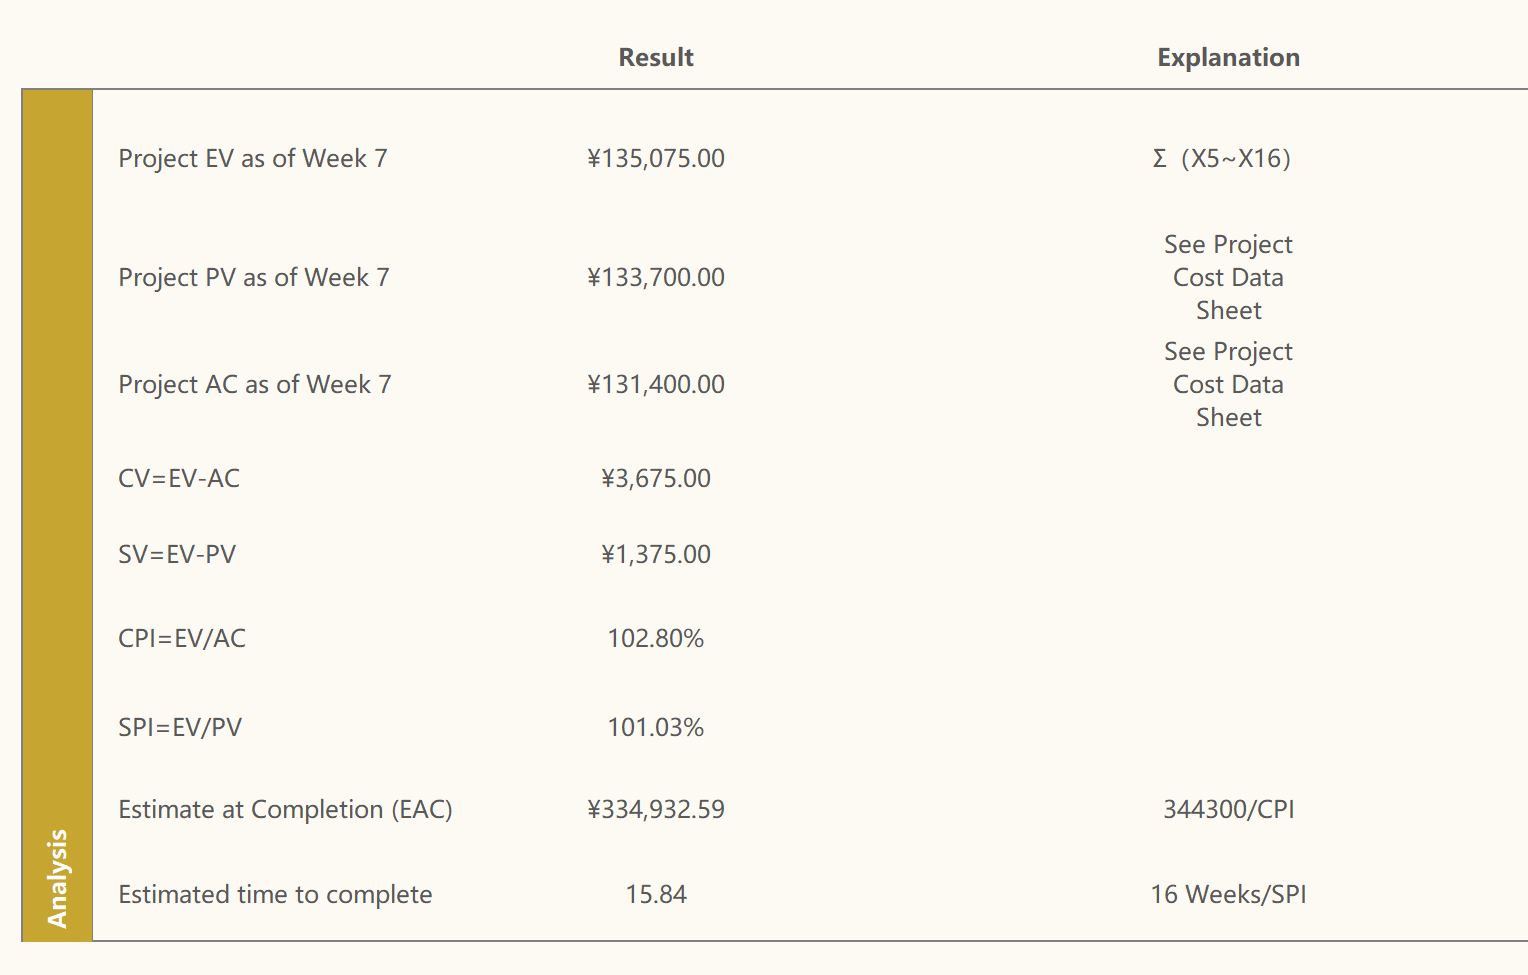 Result Explanation
Project EV as of Week 7 ¥135,075.00 Σ（X5~X16）
See Project
Project PV as of Week 7 ¥133,700.00 Cost Data
Sheet
See Project
Project AC as of Week 7 ¥131,400.00 Cost Data
Sheet
CV=EV-AC ¥3,675.00
SV=EV-PV ¥1,375.00
CPI=EV/AC 102.80%
SPI=EV/PV 101.03%
Estimate at Completion (EAC) ¥334,932.59 344300/CPI
Estimated time to complete 15.84 16 Weeks/SPI
Analysis